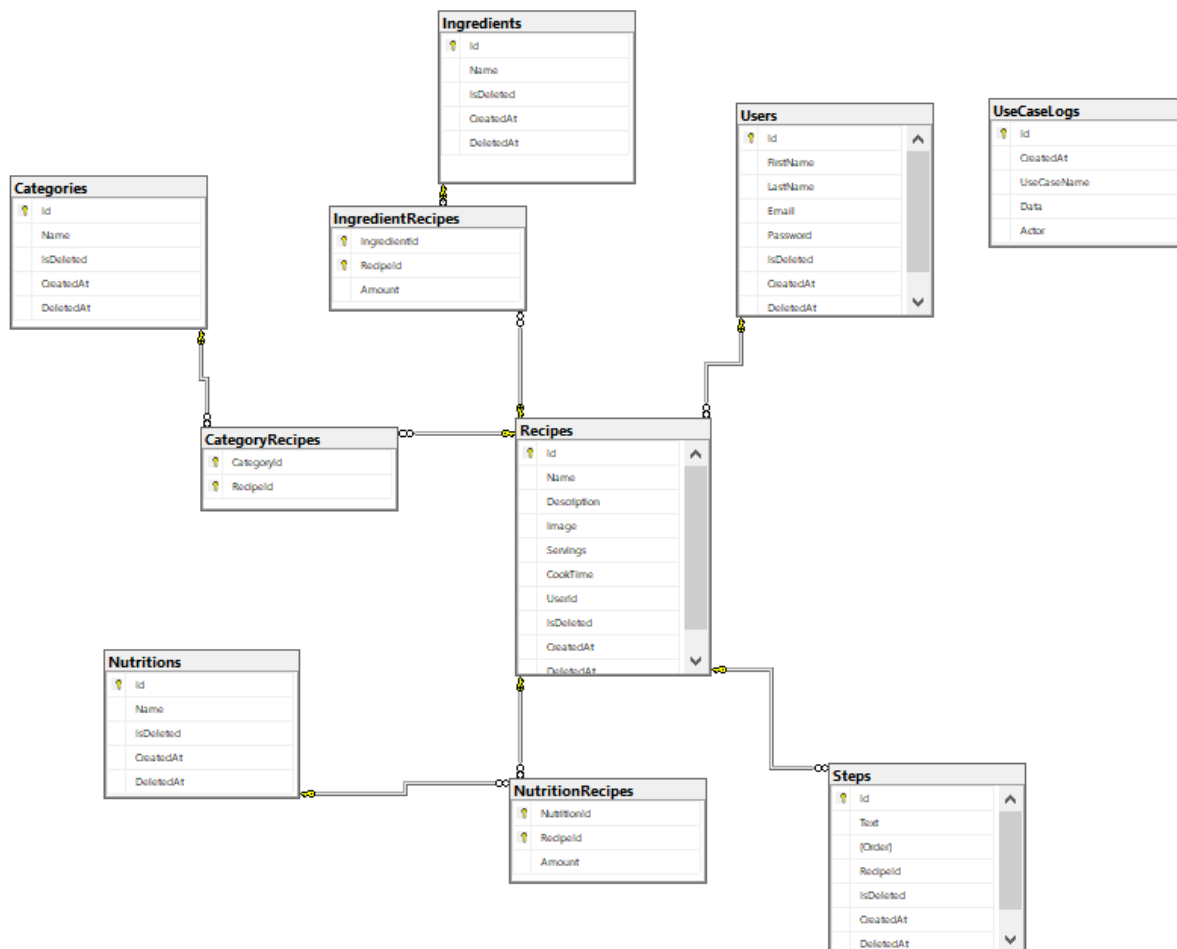 Ingredients
Id
Name
IsDeleted
CreatedAt
DeletedAt
Users
Id
FirstName
LastName
Email
Password
IsDeleted
CreatedAt
DeletedAt
UseCaseLogs
Id
CreatedAt
UseCaseName
Data
Actor
Categories
Id
Name
IsDeleted
CreatedAt
DeletedAt
IngredientRecipes
IngredientId
RecipeId
Amount
CategoryRecipes
CategoryId
RecipeId
Recipes
Id
Name
Description
Image
Servings
CookTime
UserId
IsDeleted
CreatedAt
DeletedAt
Nutritions
Id
Name
IsDeleted
CreatedAt
DeletedAt
NutritionRecipes
NutritionId
RecipeId
Amount
Steps
Id
Text
[Order]
RecipeId
IsDeleted
CreatedAt
DeletedAt